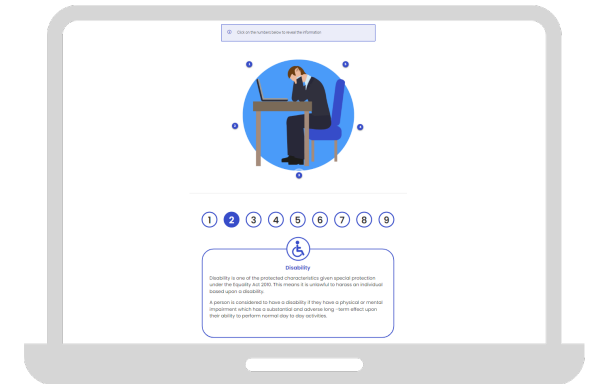 Click on the numbers below to reveal the information
1 2 3 4 5 6 7 8 9
Disability
Disability is one of the protected characteristics given special protection
under the Equality Act 2010. This means it is unlawful to harass an individual
based upon a disability.
A person is considered to have a disability if they have a physical or mental
impairment which has a substantial and adverse long -term effect upon
their ability to perform normal day to day activities.